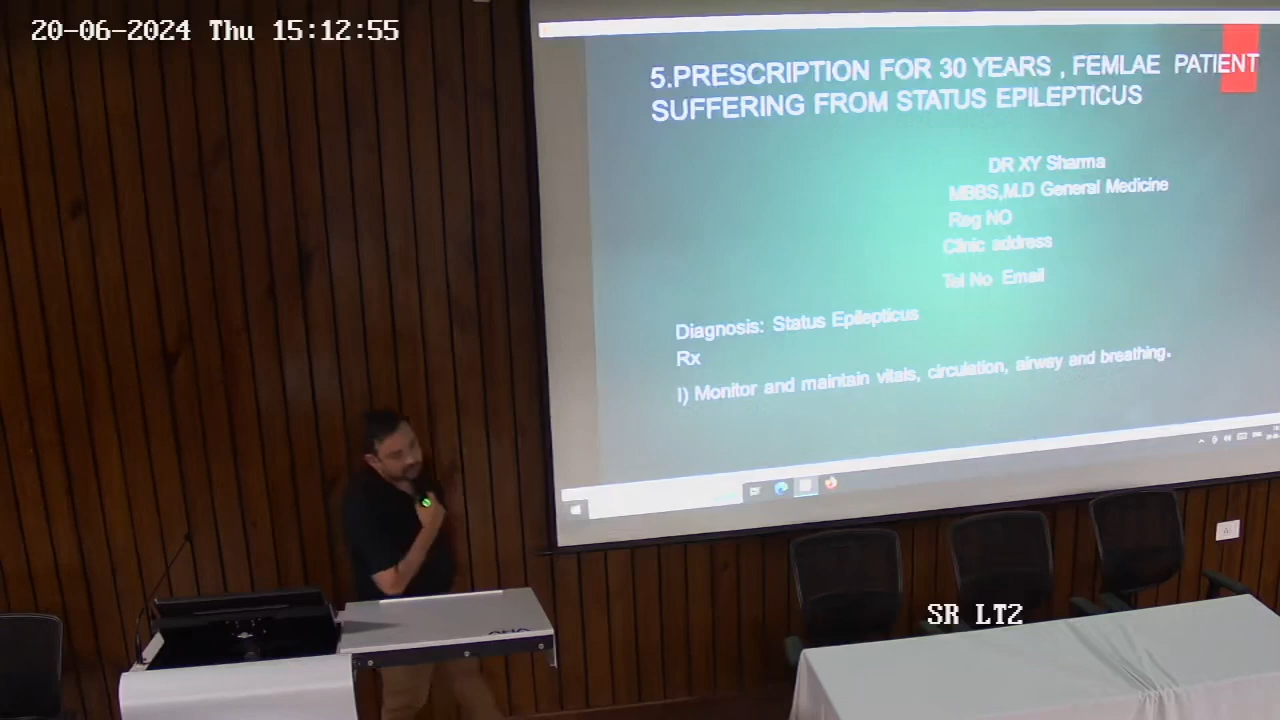 20-06-2024 Thu 15:12:55
5.PRESCRIPTION FOR 30 YEARS , FEMLAE PATIENT
SUFFERING FROM STATUS EPILEPTICUS
DR XY Sharma
MBBS,M.D General Medicine
Reg NO
Clinic address
Tel No Email
Diagnosis: Status Epilepticus
Rx
I) Monitor and maintain vitals, circulation, airway and breathing.
SR LT2